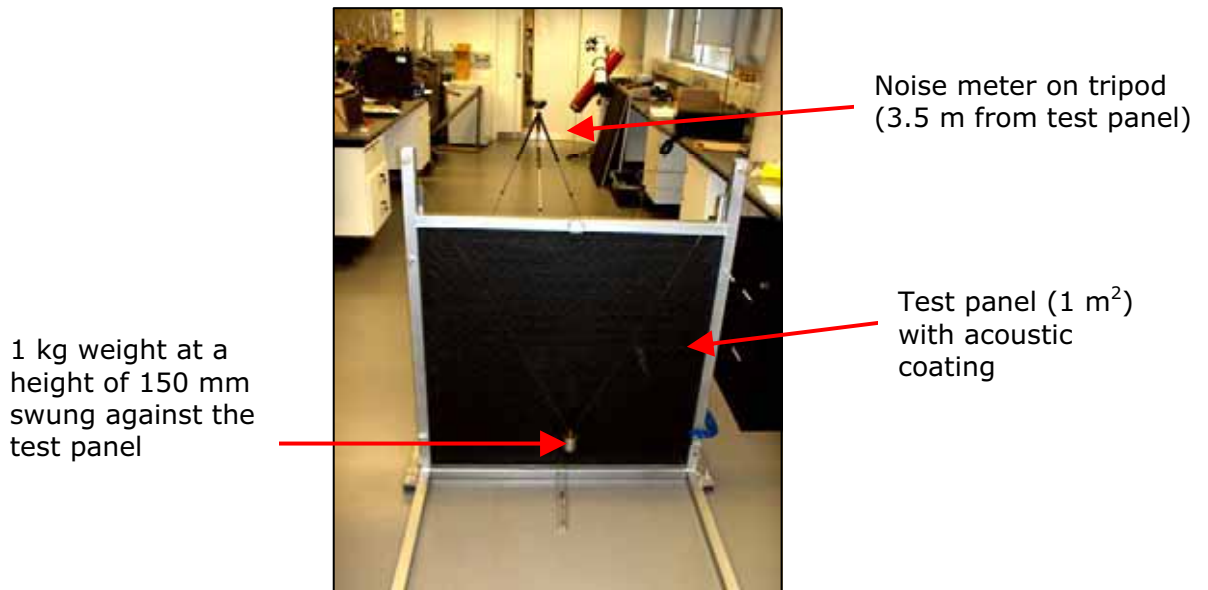 Noise meter on tripod
(3.5 m from test panel)
Test panel (1 m²)
with acoustic
coating
1 kg weight at a
height of 150 mm
swung against the
test panel